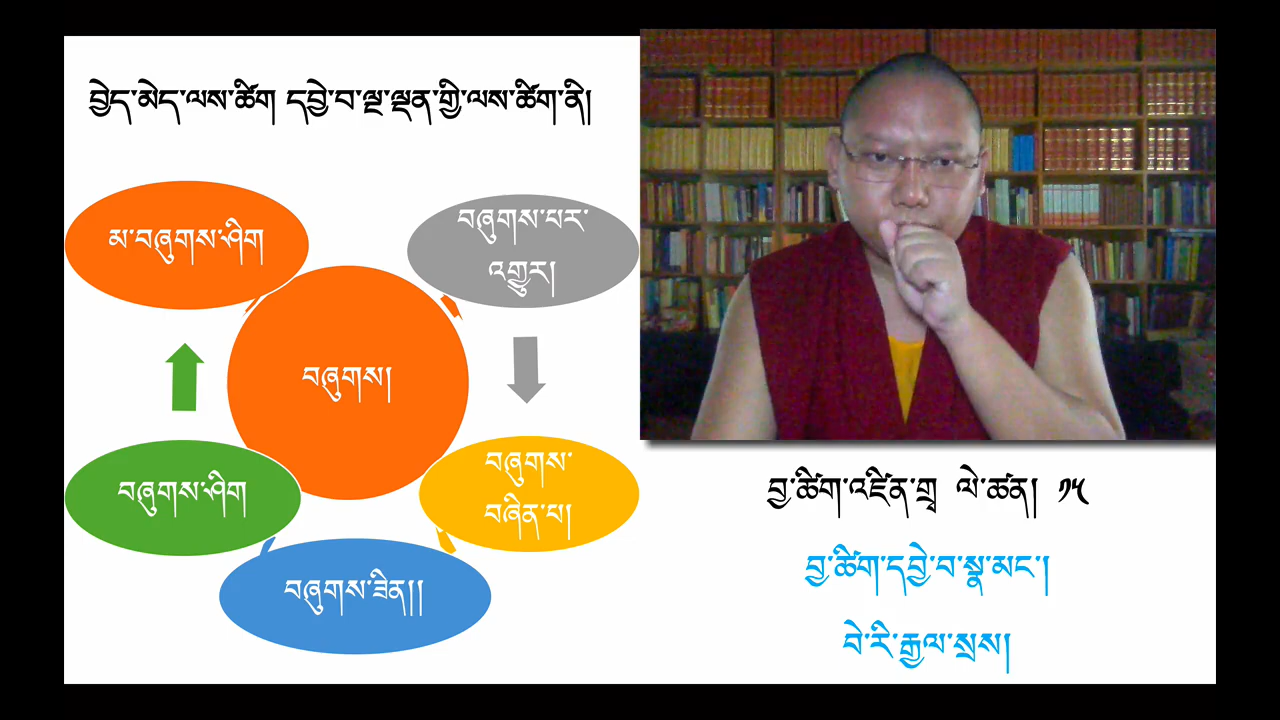 བྱེད་མེད་ལས་ཚིག དབྱེ་བ་ལྔ་ལྡན་གྱི་ལས་ཚིག་ནི།
མ་བཞུགས་ཤིག
བཞུགས་པར་
འགྱུར།
བཞུགས།
བཞུགས་ཤིག
བཞུགས་
བཞིན་པ།
བཞུགས་ཟིན།།
བྱ་ཚིག་འཛིན་གྲྭ ལེ་ཚན། ༡༥
བྱ་ཚིག་དབྱེ་བ་སྣ་མང་།
བེ་རི་རྒྱལ་སྲས།